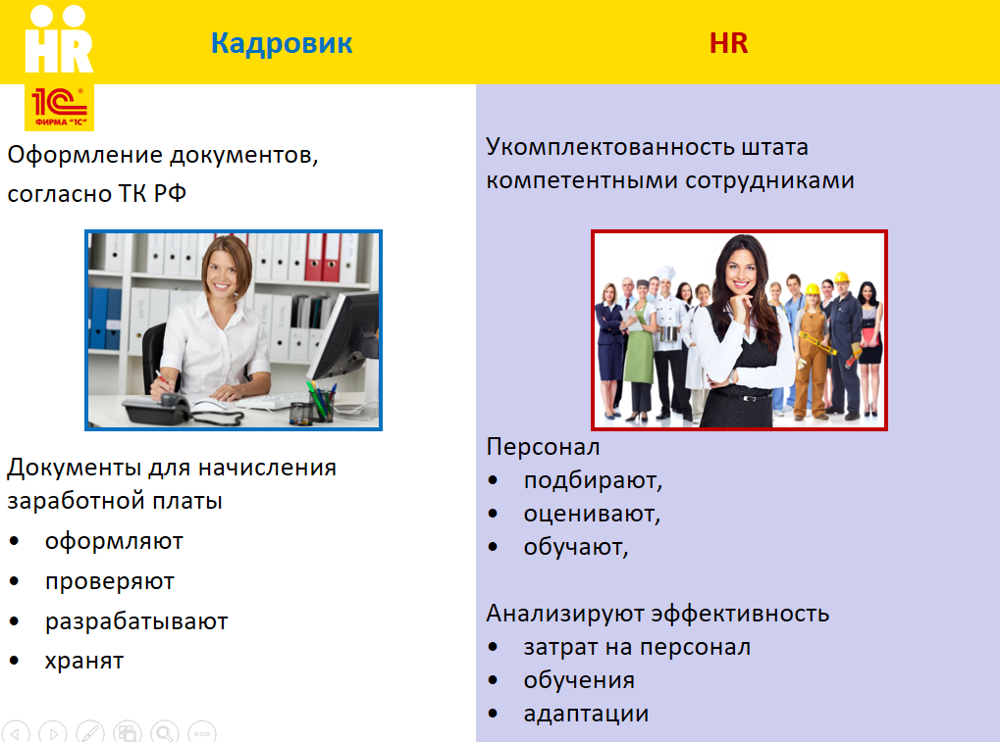 HR
Кадровик
HR
1С®
ФИРМА "1С"
Оформление документов,
согласно ТК РФ
Документы для начисления
заработной платы
• оформляют
• проверяют
• разрабатывают
• хранят
Укомплектованность штата
компетентными сотрудниками
Персонал
• подбирают,
• оценивают,
• обучают,
Анализируют эффективность
• затрат на персонал
• обучения
• адаптации